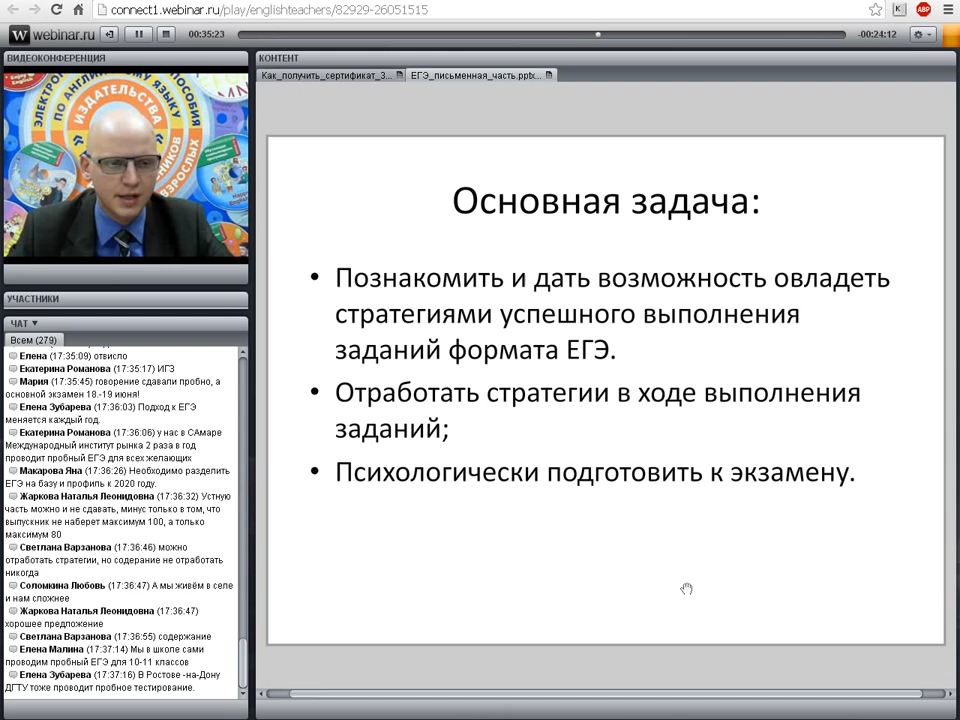 connect1.webinar.ru/play/englishteachers/82929-26051515
K
ABP
W webinar.ru
00:35:23
-00:24:12
ВИДЕОКОНФЕРЕНЦИЯ
ИЗДАТЕЛЬСТВА
ПО АНГЛИЙСКОМУ ЯЗЫКУ
ПОСОБИЯ
ВЗРОСЛЫХ
УЧАСТНИКИ
ЧАТ
Всем (279)
Елена (17:35:09) отвисло
Екатерина Романова (17:35:17) ИГЗ
Мария (17:35:45) говорение сдавали пробно, а
основной экзамен 18.-19 июня!
Елена Зубарева (17:36:03) Подход к ЕГЭ
меняется каждый год.
Екатерина Романова (17:36:06) у нас в САмаре
Международный институт рынка 2 раза в год
проводит пробный ЕГЭ для всех желающих
Макарова Яна (17:36:26) Необходимо разделить
ЕГЭ на базу и профиль к 2020 году.
Жаркова Наталья Леонидовна (17:36:32) Устную
часть можно и не сдавать, минус только в том, что
выпускник не наберет максимум 100, а только
максимум 80
Светлана Варзанова (17:36:46) можно
отработать стратегии, но содерание не отработать
никогда
Соломкина Любовь (17:36:47) А мы живём в селе
и нам сложнее
Жаркова Наталья Леонидовна (17:36:47)
хорошее предложение
Светлана Варзанова (17:36:55) содержание
Елена Малина (17:37:14) Мы в школе сами
проводим пробный ЕГЭ для 10-11 классов
Елена Зубарева (17:37:16) В Ростове -на-Дону
ДГТУ тоже проводит пробное тестирование.
КОНТЕНТ
Как_получить_сертификат_3...
ЕГЭ_письменная_часть.pptx...
Основная задача:
• Познакомить и дать возможность овладеть
стратегиями успешного выполнения
заданий формата ЕГЭ.
• Отработать стратегии в ходе выполнения
заданий;
• Психологически подготовить к экзамену.